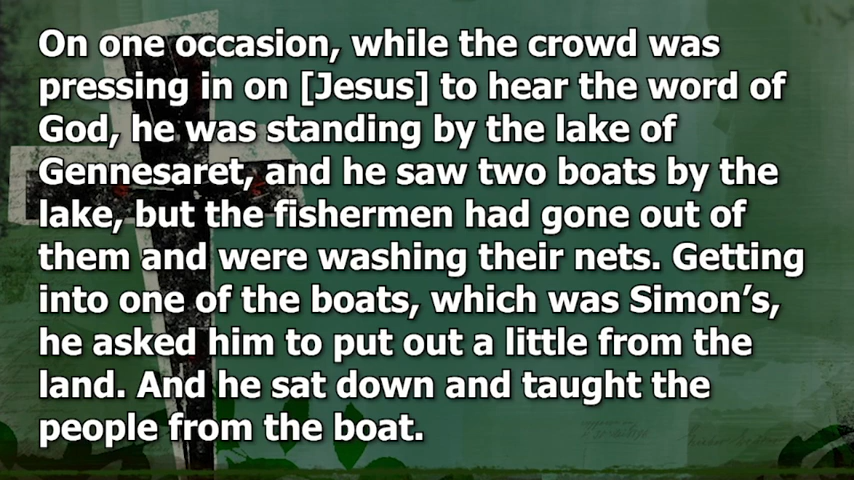 On one occasion, while the crowd was
pressing in on [Jesus] to hear the word of
God, he was standing by the lake of
Gennesaret, and he saw two boats by the
lake, but the fishermen had gone out of
them and were washing their nets. Getting
into one of the boats, which was Simon’s,
he asked him to put out a little from the
land. And he sat down and taught the
people from the boat.